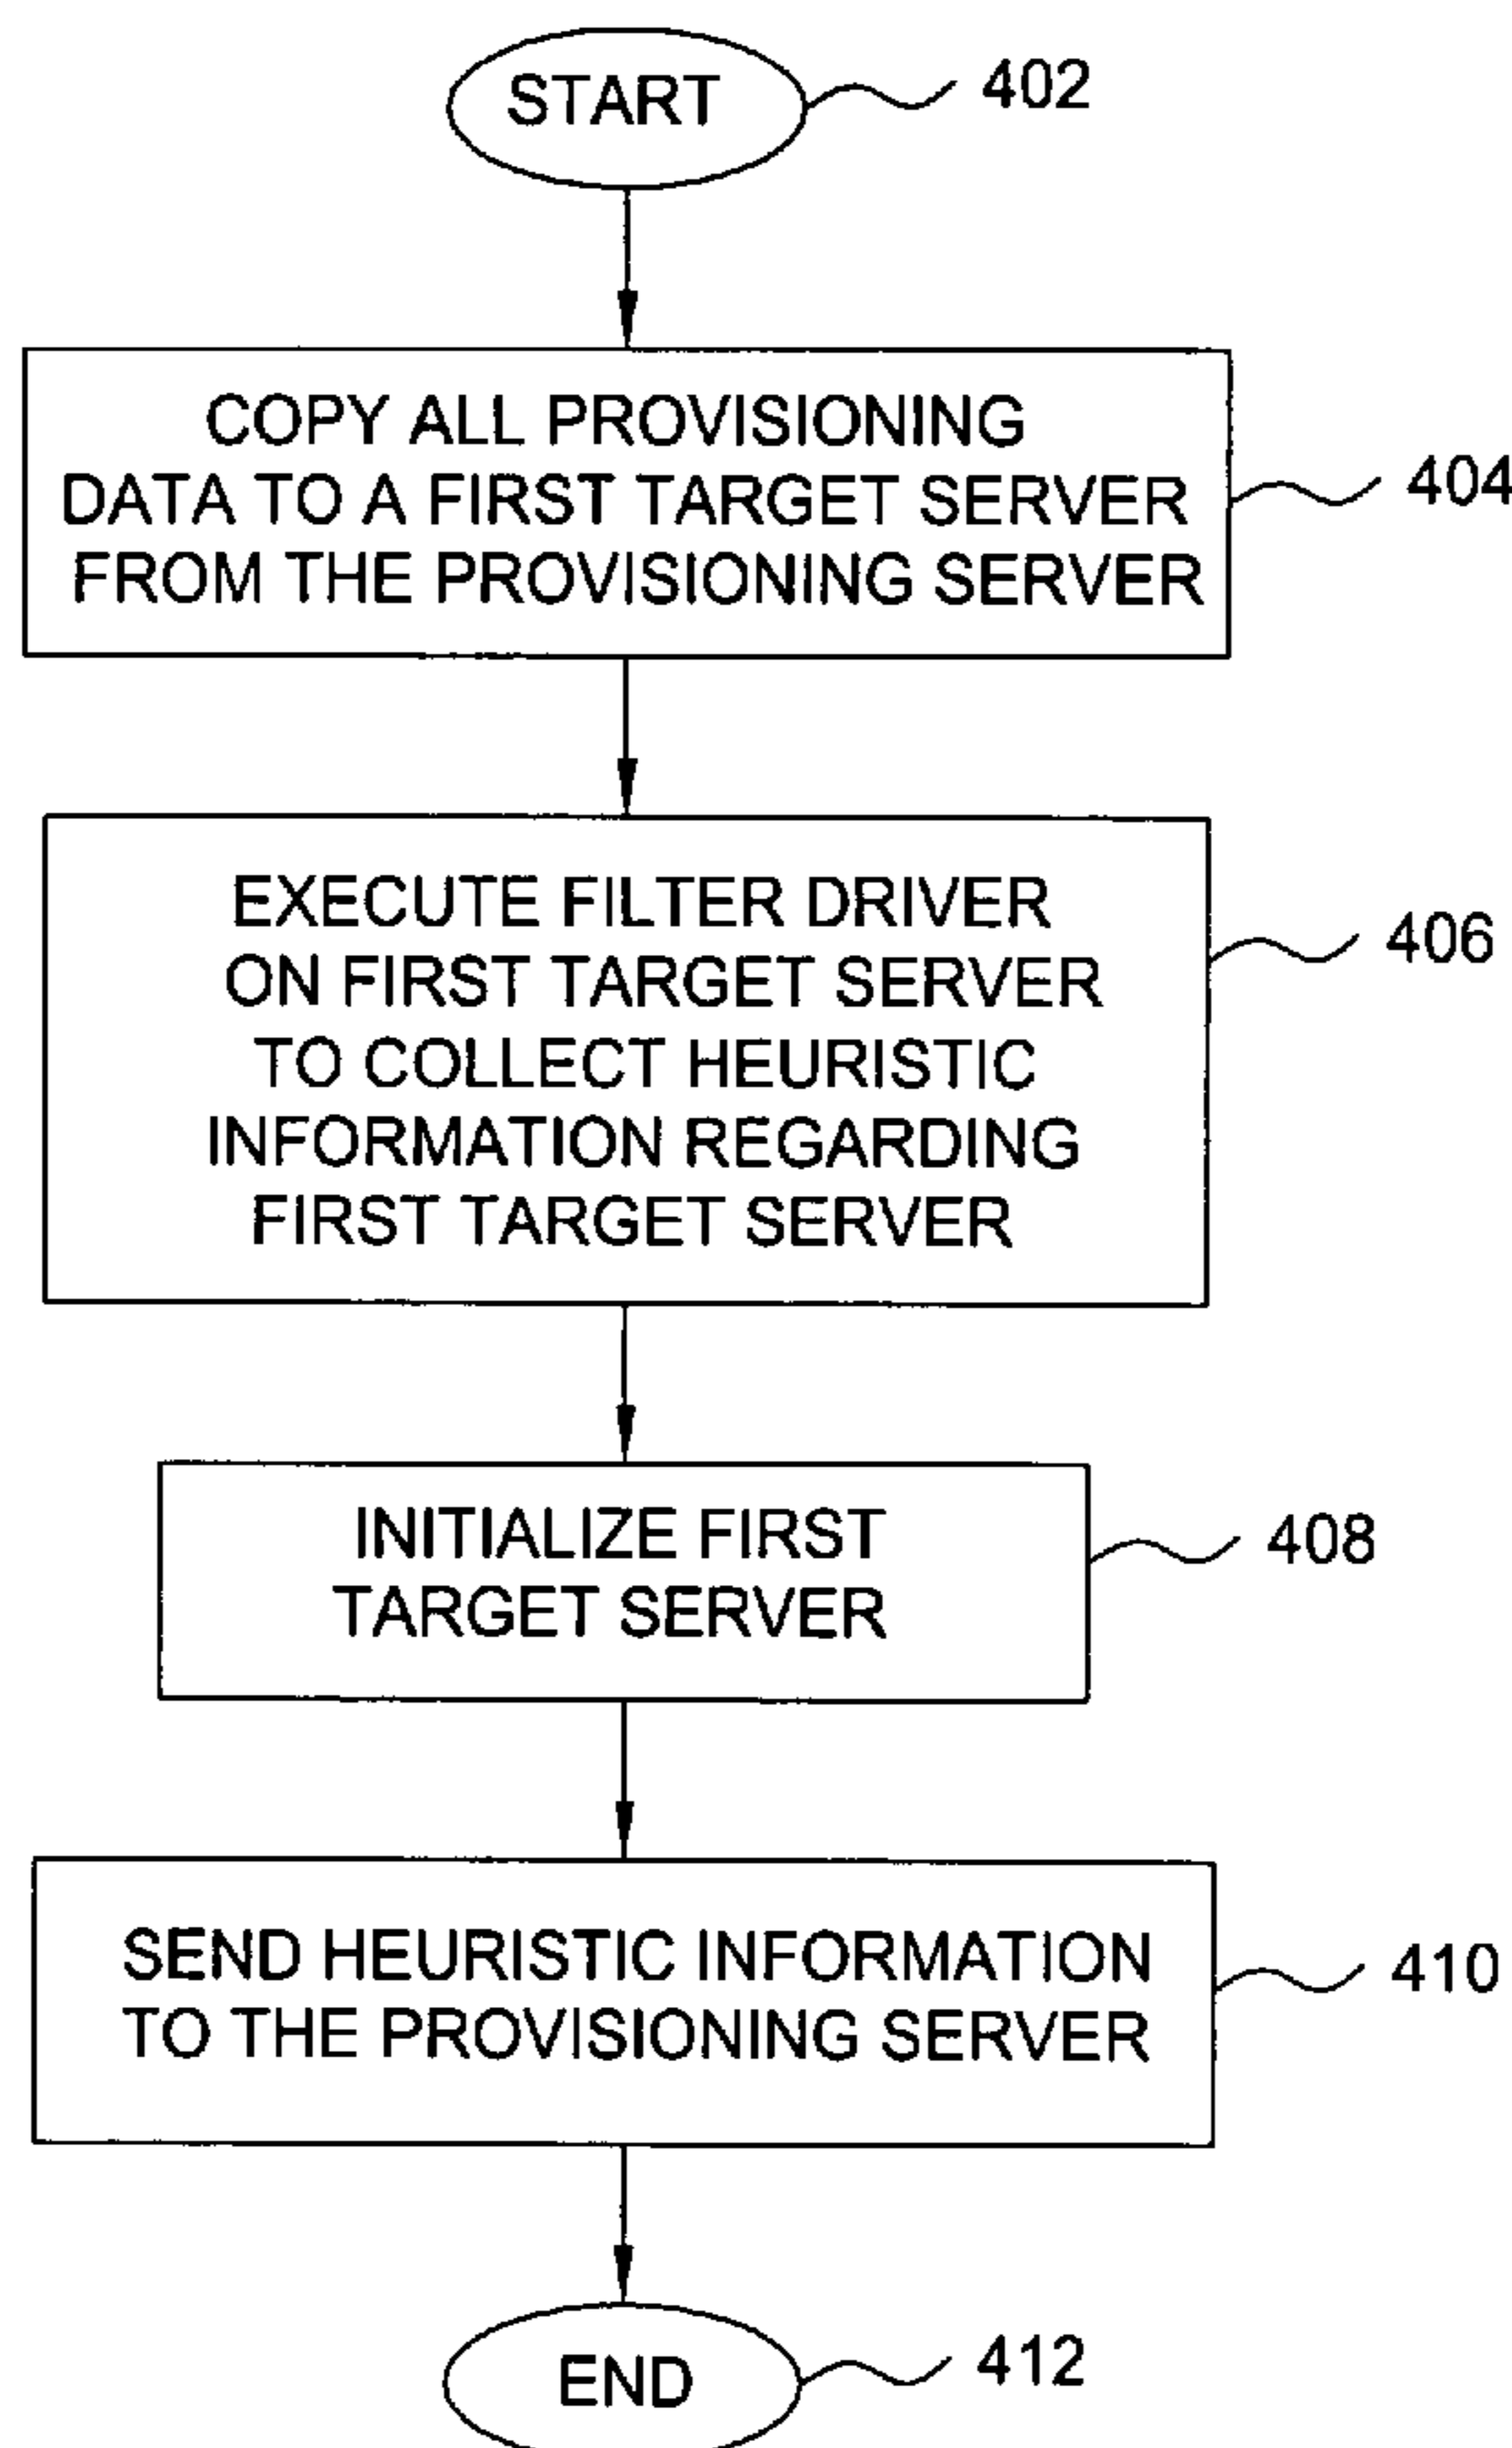 START
402
COPY ALL PROVISIONING
DATA TO A FIRST TARGET SERVER
FROM THE PROVISIONING SERVER
404
EXECUTE FILTER DRIVER
ON FIRST TARGET SERVER
TO COLLECT HEURISTIC
INFORMATION REGARDING
FIRST TARGET SERVER
406
INITIALIZE FIRST
TARGET SERVER
408
SEND HEURISTIC INFORMATION
TO THE PROVISIONING SERVER
410
END
412